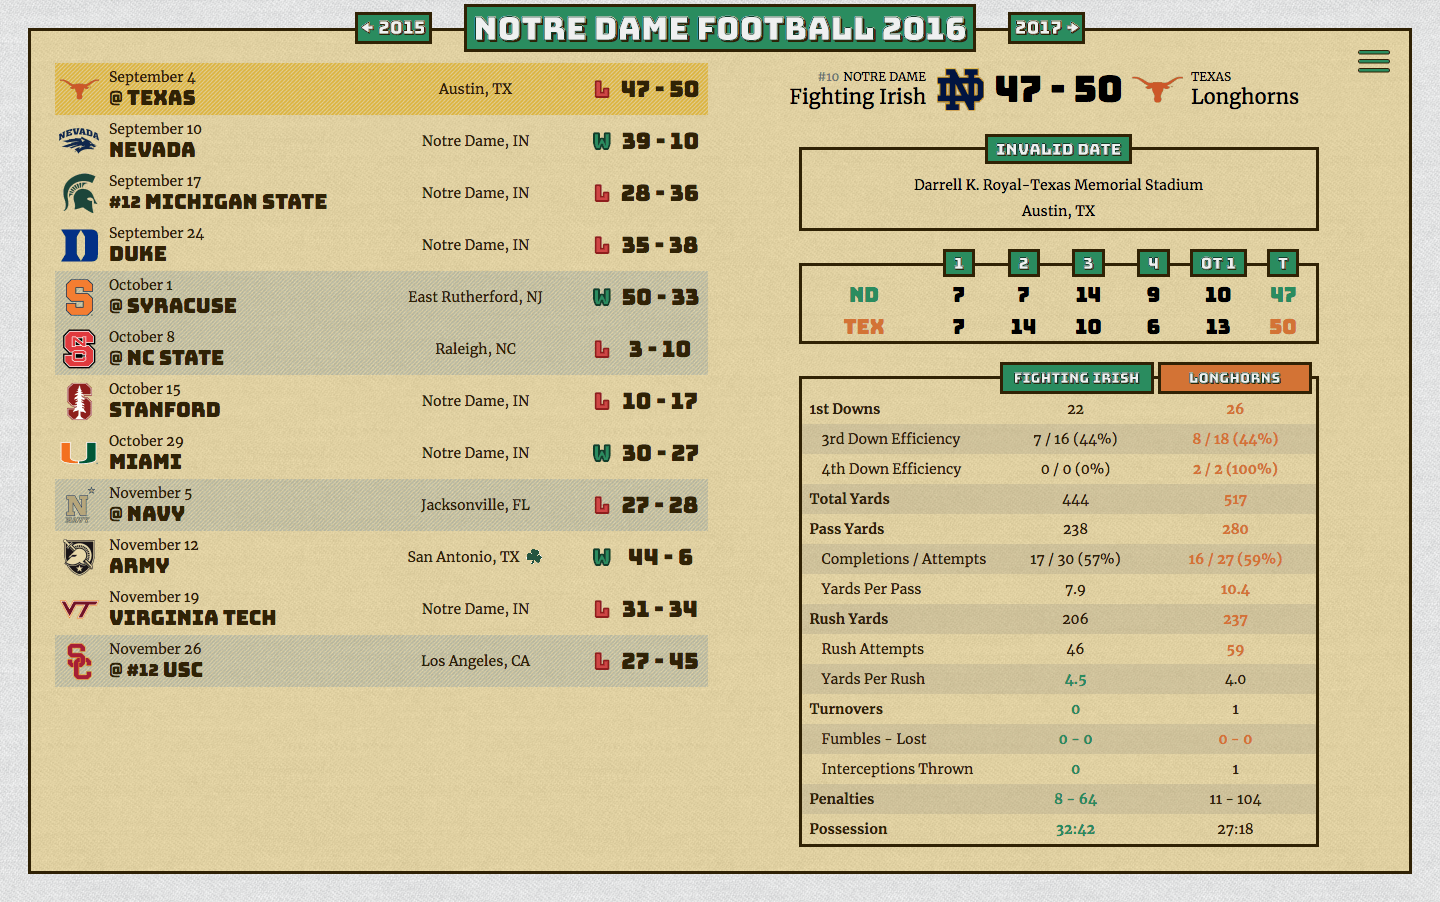 ← 2015
NOTRE DAME FOOTBALL 2016
2017 →
September 4
@ TEXAS
Austin, TX
L 47 - 50
NEVADA
September 10
NEVADA
Notre Dame, IN
W 39 - 10
September 17
#12 MICHIGAN STATE
Notre Dame, IN
L 28 - 36
D
September 24
DUKE
Notre Dame, IN
L 35 - 38
S
October 1
@ SYRACUSE
East Rutherford, NJ
W 50 - 33
S
October 8
@ NC STATE
Raleigh, NC
L 3 - 10
S
October 15
STANFORD
Notre Dame, IN
L 10 - 17
U
October 29
MIAMI
Notre Dame, IN
W 30 - 27
N
NAVY
November 5
@ NAVY
Jacksonville, FL
L 27 - 28
November 12
ARMY
San Antonio, TX
W 44 - 6
VT
November 19
VIRGINIA TECH
Notre Dame, IN
L 31 - 34
SC
November 26
@ #12 USC
Los Angeles, CA
L 27 - 45
#10 NOTRE DAME
Fighting Irish
ND
47 - 50
TEXAS
Longhorns
INVALID DATE
Darrell K. Royal-Texas Memorial Stadium
Austin, TX
1 2 3 4 OT 1 T
ND 7 7 14 9 10 47
TEX 7 14 10 6 13 50
FIGHTING IRISH LONGHORNS
1st Downs 22 26
3rd Down Efficiency 7 / 16 (44%) 8 / 18 (44%)
4th Down Efficiency 0 / 0 (0%) 2 / 2 (100%)
Total Yards 444 517
Pass Yards 238 280
Completions / Attempts 17 / 30 (57%) 16 / 27 (59%)
Yards Per Pass 7.9 10.4
Rush Yards 206 237
Rush Attempts 46 59
Yards Per Rush 4.5 4.0
Turnovers 0 1
Fumbles - Lost 0 - 0 0 - 0
Interceptions Thrown 0 1
Penalties 8 - 64 11 - 104
Possession 32:42 27:18